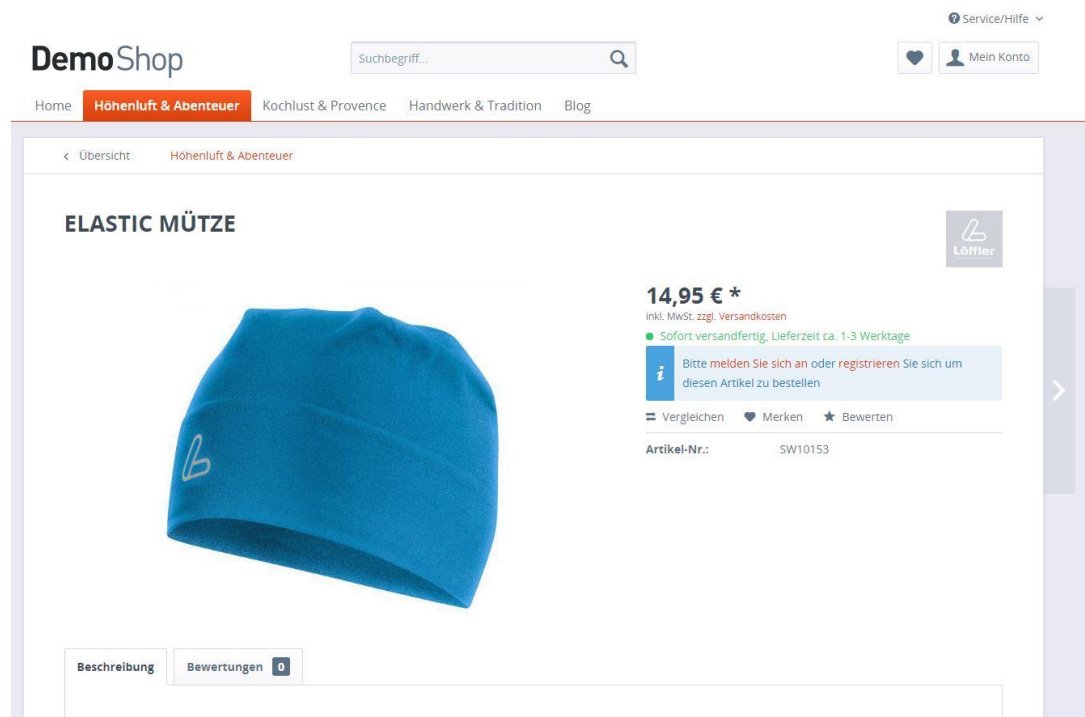 Service/Hilfe
DemoShop
Suchbegriff...
Mein Konto
Home Höhenluft & Abenteuer Kochlust & Provence Handwerk & Tradition Blog
Übersicht Höhenluft & Abenteuer
ELASTIC MÜTZE
Löffler
14,95 € *
inkl. MwSt. zzgl. Versandkosten
Sofort versandfertig, Lieferzeit ca. 1-3 Werktage
Bitte melden Sie sich an oder registrieren Sie sich um
diesen Artikel zu bestellen
Vergleichen Merken Bewerten
Artikel-Nr.: SW10153
Beschreibung Bewertungen 0